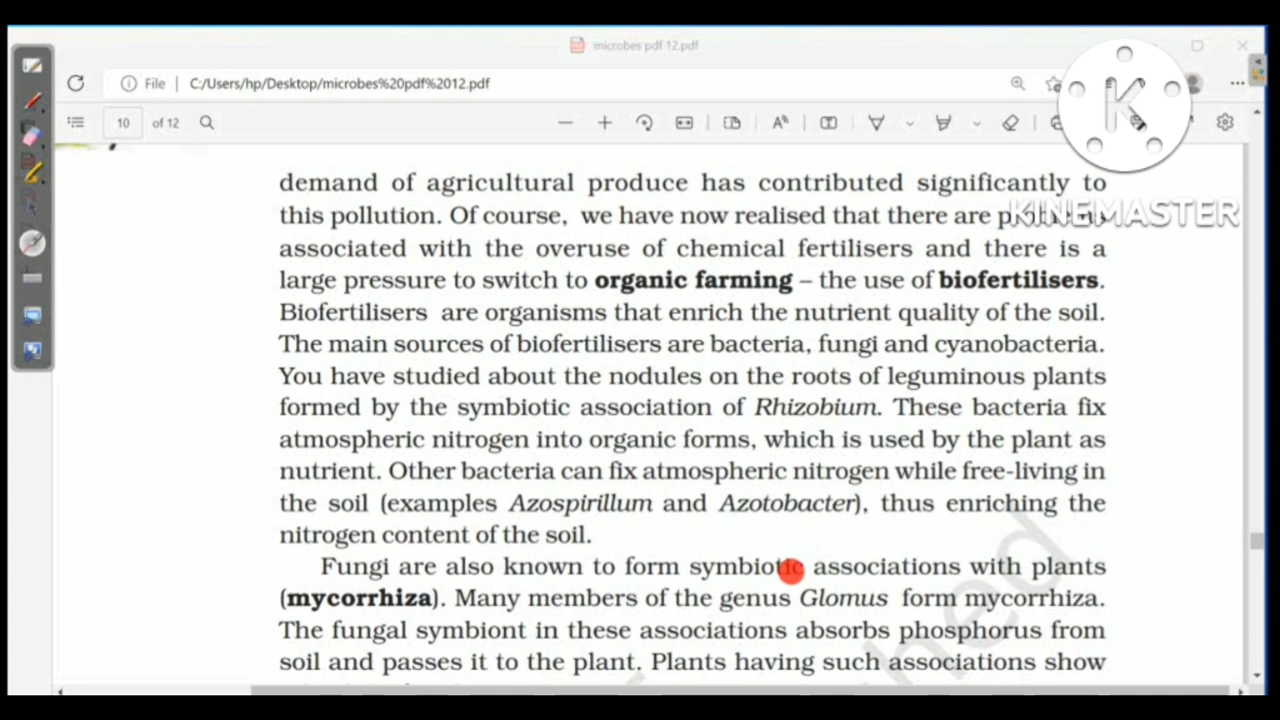 microbes pdf 12.pdf
File | C:/Users/hp/Desktop/microbes%20pdf%2012.pdf
10 of 12
K
KINEMASTER
demand of agricultural produce has contributed significantly to
this pollution. Of course, we have now realised that there are
associated with the overuse of chemical fertilisers and there is a
large pressure to switch to organic farming – the use of biofertilisers.
Biofertilisers are organisms that enrich the nutrient quality of the soil.
The main sources of biofertilisers are bacteria, fungi and cyanobacteria.
You have studied about the nodules on the roots of leguminous plants
formed by the symbiotic association of Rhizobium. These bacteria fix
atmospheric nitrogen into organic forms, which is used by the plant as
nutrient. Other bacteria can fix atmospheric nitrogen while free-living in
the soil (examples Azospirillum and Azotobacter), thus enriching the
nitrogen content of the soil.
Fungi are also known to form symbiotic associations with plants
(mycorrhiza). Many members of the genus Glomus form mycorrhiza.
The fungal symbiont in these associations absorbs phosphorus from
soil and passes it to the plant. Plants having such associations show